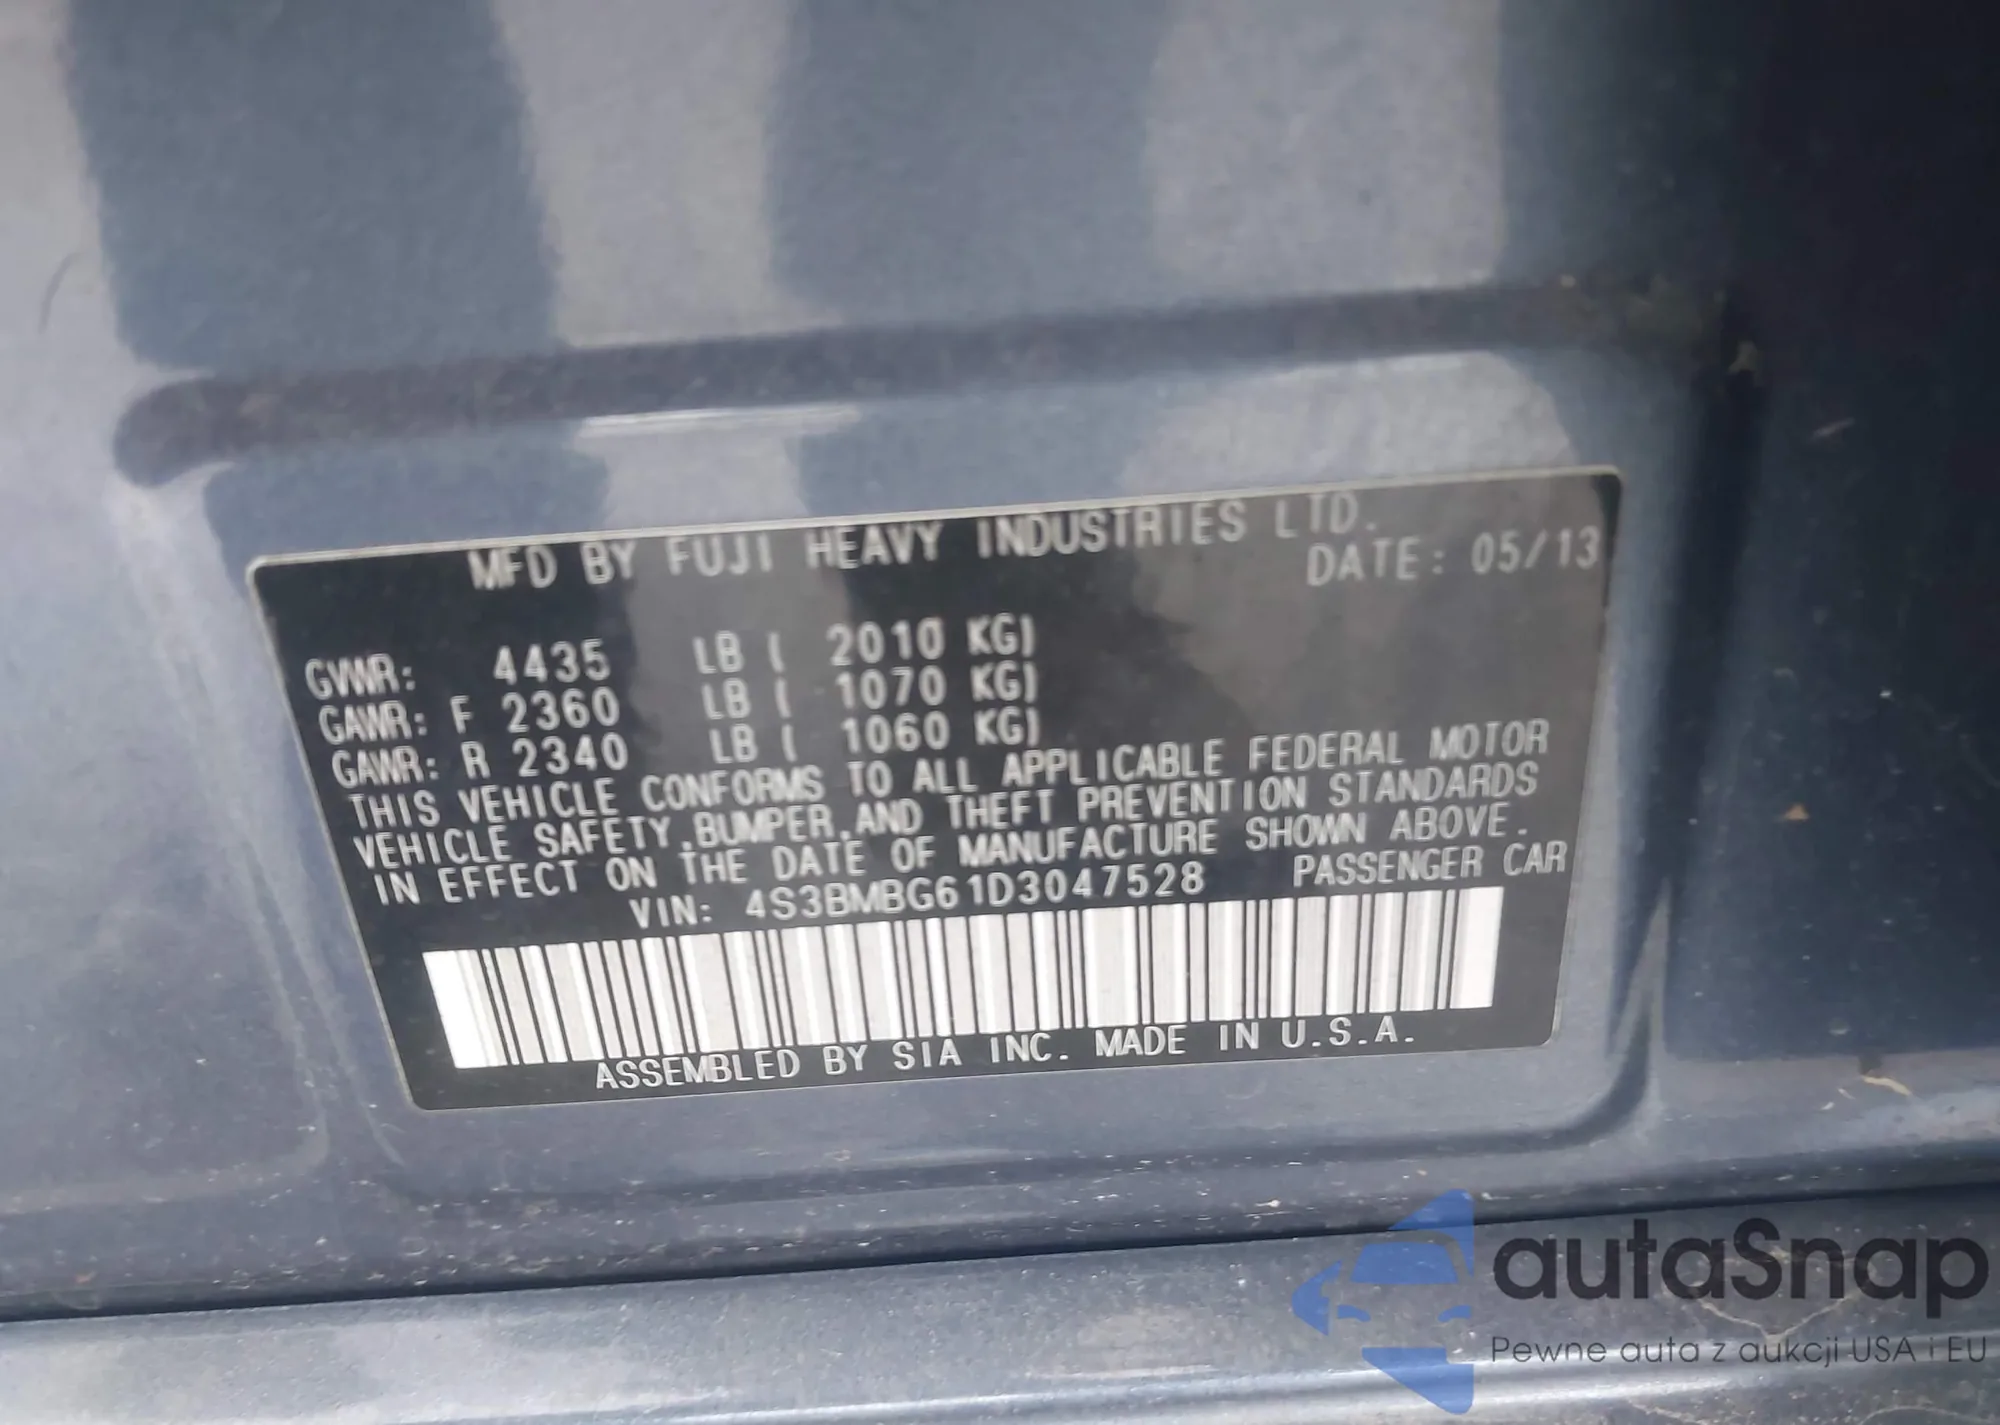 MFD BY FUJI HEAVY INDUSTRIES LTD.
DATE: 05/13
GVWR: 4435 LB ( 2010 KG)
GAWR: F 2360 LB ( 1070 KG)
GAWR: R 2340 LB ( 1060 KG)
THIS VEHICLE CONFORMS TO ALL APPLICABLE FEDERAL MOTOR
VEHICLE SAFETY,BUMPER,AND THEFT PREVENTION STANDARDS
IN EFFECT ON THE DATE OF MANUFACTURE SHOWN ABOVE.
VIN: 4S3BMBG61D3047528 PASSENGER CAR
ASSEMBLED BY SIA INC. MADE IN U.S.A.
autaSnap
Pewne auta z aukcji USA i EU